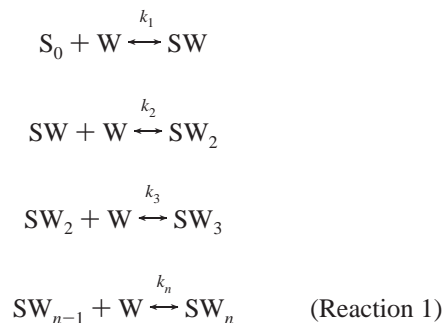 k₁
S₀ + W ⟷ SW
k₂
SW + W ⟷ SW₂
k₃
SW₂ + W ⟷ SW₃
kₙ
SWₙ₋₁ + W ⟷ SWₙ (Reaction 1)